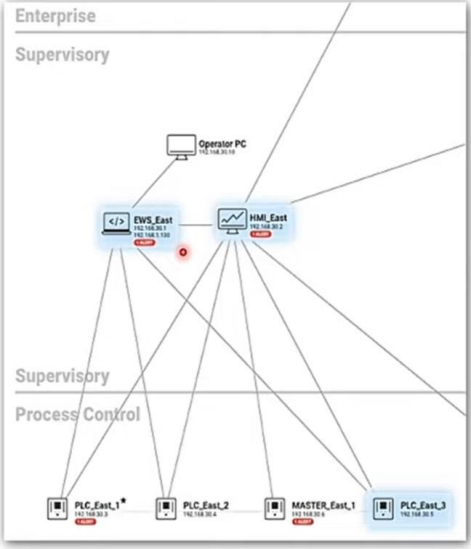 Enterprise
Supervisory
Operator PC
192.168.30.10
EWS_East
192.168.30.1
192.168.1.130
1 ALERT
HMI_East
192.168.30.2
1 ALERT
Supervisory
Process Control
PLC_East_1★
192.168.30.3
1 ALERT
PLC_East_2
192.168.30.4
MASTER_East_1
192.168.30.6
1 ALERT
PLC_East_3
192.168.30.5